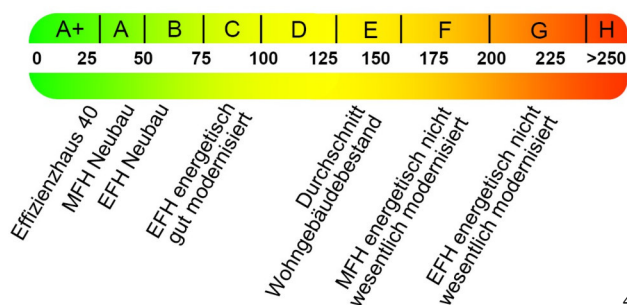 A+ A B C D E F G H
0 25 50 75 100 125 150 175 200 225 >250
Effizienzhaus 40
MFH Neubau
EFH Neubau
EFH energetisch
gut modernisiert
Durchschnitt
Wohngebäudebestand
MFH energetisch nicht
wesentlich modernisiert
EFH energetisch nicht
wesentlich modernisiert